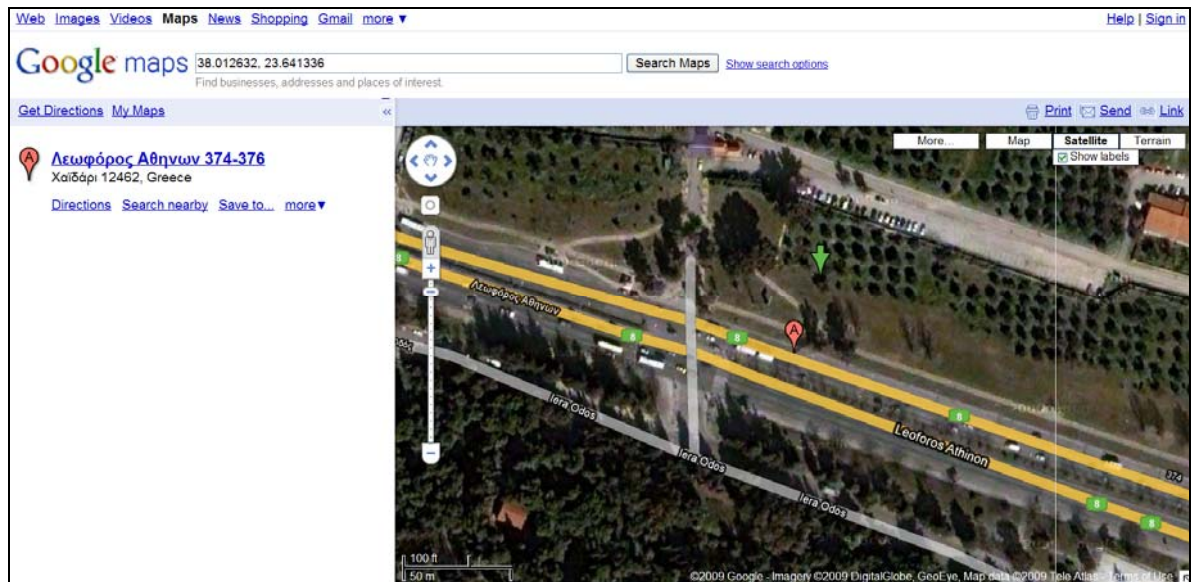 Web Images Videos Maps News Shopping Gmail more ▼
Help | Sign in
Google maps
38.012632, 23.641336
Search Maps
Show search options
Find businesses, addresses and places of interest.
Get Directions My Maps
«
Print Send Link
A
Λεωφόρος Αθηνων 374-376
Χαϊδάρι 12462, Greece
Directions Search nearby Save to... more▼
More...
Map
Satellite
Terrain
Show labels
8
Λεωφόρος Αθηνών
8
8
A
Iera Odos
8
Leoforos Athinon
Iera Odos
374
Iera Odos
8
8
100 ft
50 m
©2009 Google - Imagery ©2009 DigitalGlobe, GeoEye, Map data ©2009 Tele Atlas - Terms of Use